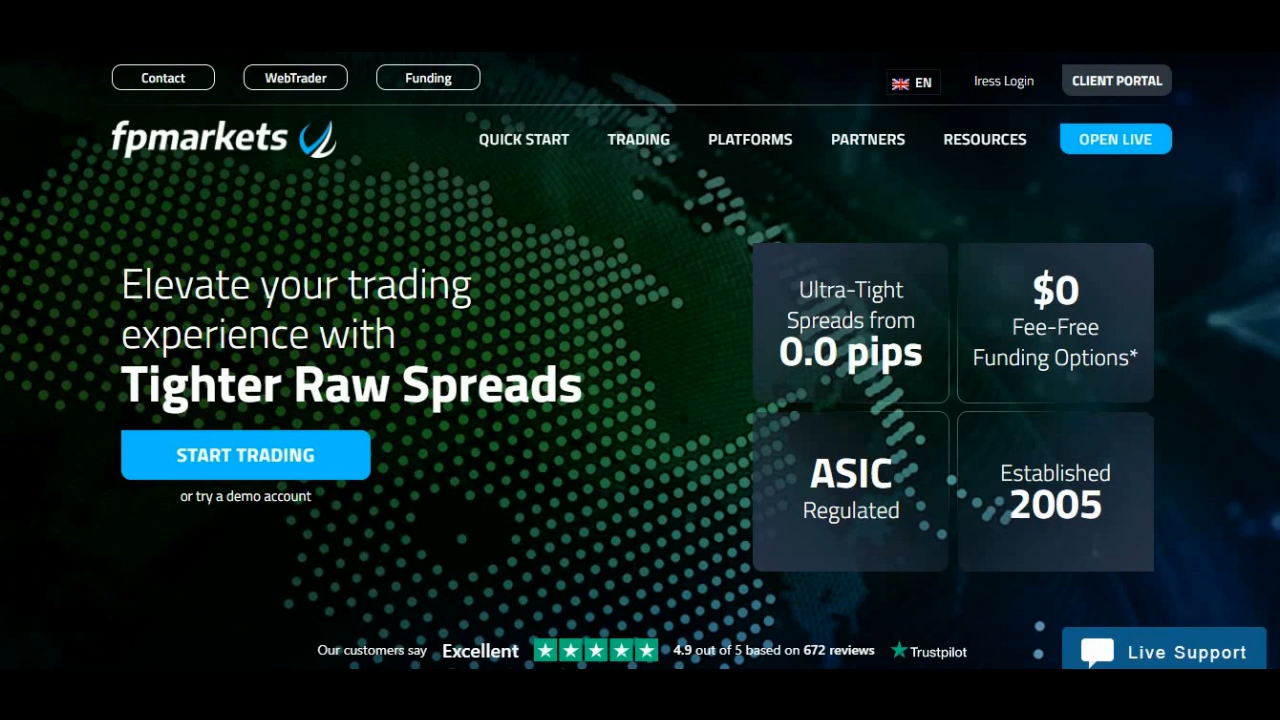 Contact
WebTrader
Funding
EN
Iress Login
CLIENT PORTAL
fpmarkets
QUICK START
TRADING
PLATFORMS
PARTNERS
RESOURCES
OPEN LIVE
Elevate your trading
experience with
Tighter Raw Spreads
START TRADING
or try a demo account
Ultra-Tight
Spreads from
0.0 pips
$0
Fee-Free
Funding Options*
ASIC
Regulated
Established
2005
Our customers say Excellent 4.9 out of 5 based on 672 reviews Trustpilot
Live Support